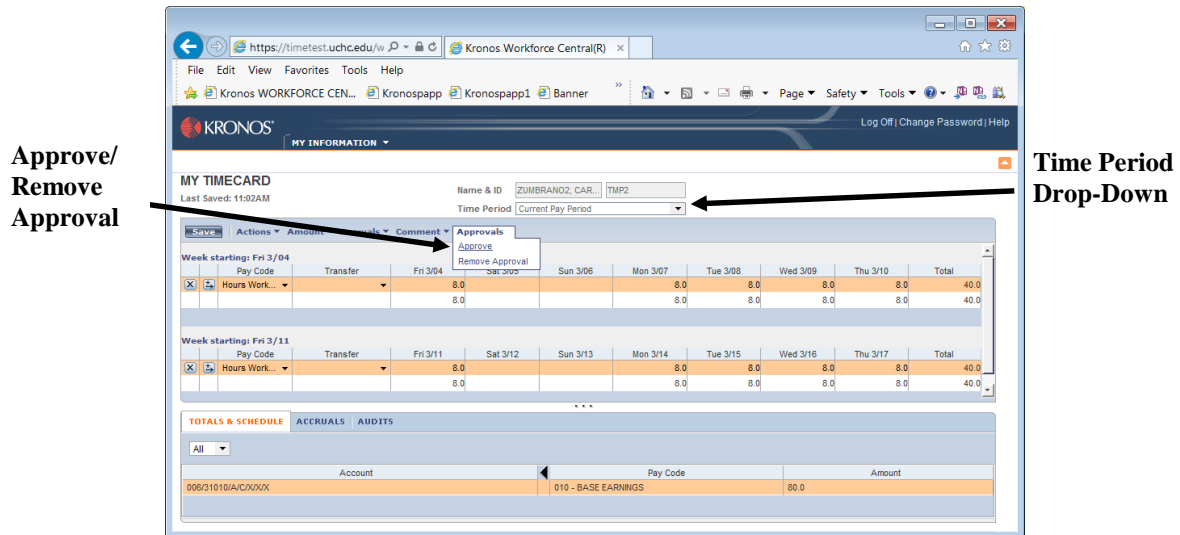 https://timetest.uchc.edu/w
Kronos Workforce Central(R)
File Edit View Favorites Tools Help
Kronos WORKFORCE CEN... Kronospapp Kronospapp1 Banner » Page Safety Tools
KRONOS
Log Off | Change Password | Help
MY INFORMATION
Approve/
Remove
Approval
Time Period
Drop-Down
MY TIMECARD
Last Saved: 11:02AM
Name & ID ZUMBRANO2, CAR... TMP2
Time Period Current Pay Period
Save Actions Amount Comment Approvals
Approve
Remove Approval
Week starting: Fri 3/04
Pay Code Transfer Fri 3/04 Sat 3/05 Sun 3/06 Mon 3/07 Tue 3/08 Wed 3/09 Thu 3/10 Total
Hours Work... 8.0 8.0 8.0 8.0 8.0 40.0
8.0 8.0 8.0 8.0 8.0 40.0
Week starting: Fri 3/11
Pay Code Transfer Fri 3/11 Sat 3/12 Sun 3/13 Mon 3/14 Tue 3/15 Wed 3/16 Thu 3/17 Total
Hours Work... 8.0 8.0 8.0 8.0 8.0 40.0
8.0 8.0 8.0 8.0 8.0 40.0
TOTALS & SCHEDULE ACCRUALS AUDITS
All
Account Pay Code Amount
006/31010/A/C/X/X/X 010 - BASE EARNINGS 80.0